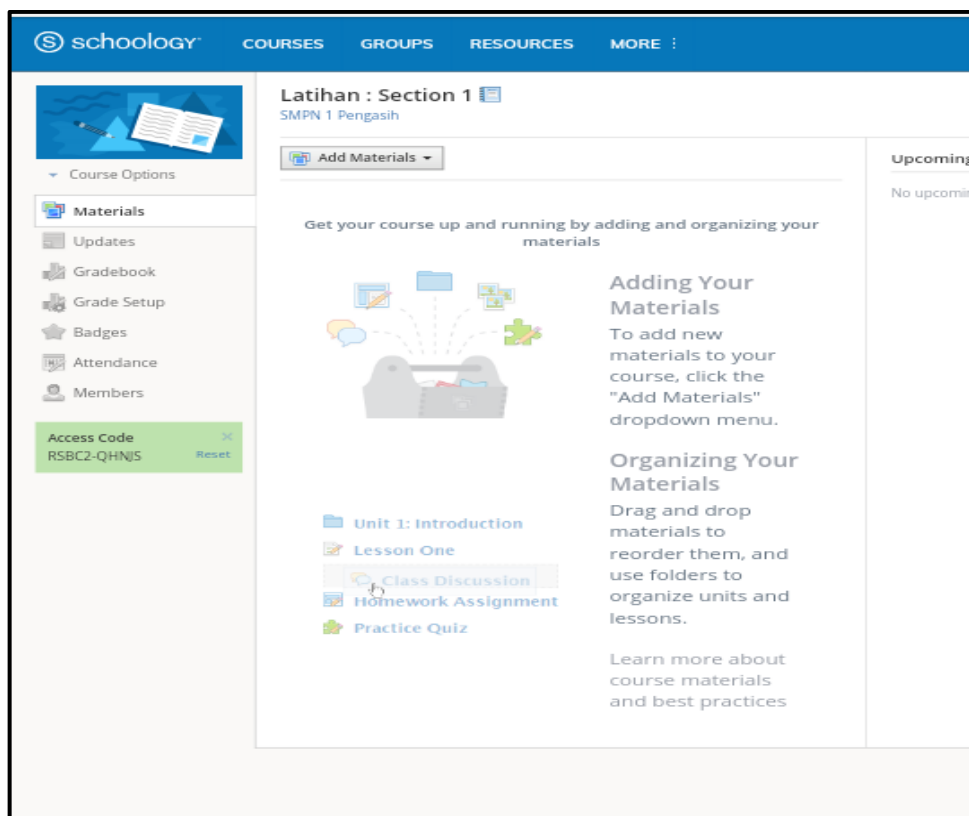 schoology COURSES GROUPS RESOURCES MORE
Latihan : Section 1
SMPN 1 Pengasih
Course Options
Materials
Updates
Gradebook
Grade Setup
Badges
Attendance
Members
Access Code
RSBC2-QHNJS Reset
Add Materials
Get your course up and running by adding and organizing your
materials
Adding Your
Materials
To add new
materials to your
course, click the
"Add Materials"
dropdown menu.
Organizing Your
Materials
Drag and drop
materials to
reorder them, and
use folders to
organize units and
lessons.
Learn more about
course materials
and best practices
Unit 1: Introduction
Lesson One
Class Discussion
Homework Assignment
Practice Quiz
Upcoming
No upcomin